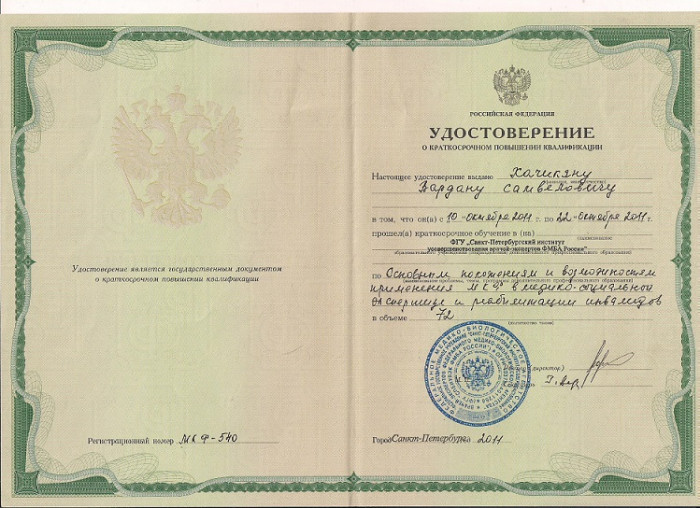 Удостоверение является государственным документом
о краткосрочном повышении квалификации
Регистрационный номер МКФ-540
РОССИЙСКАЯ ФЕДЕРАЦИЯ
УДОСТОВЕРЕНИЕ
О КРАТКОСРОЧНОМ ПОВЫШЕНИИ КВАЛИФИКАЦИИ
Настоящее удостоверение выдано Хачикяну
Вардану Самвеловичу
в том, что он(а) с 10 октября 2011 г. по 22 октября 2011 г.
прошел(а) краткосрочное обучение в (на)
ФГУ „Санкт-Петербургский институт
усовершенствования врачей-экспертов ФМБА России"
по Основным положениям и возможностям
применения МКФ в медико-социальной
экспертизе и реабилитации инвалидов
в объеме 72
директор)
Город Санкт-Петербург 2011